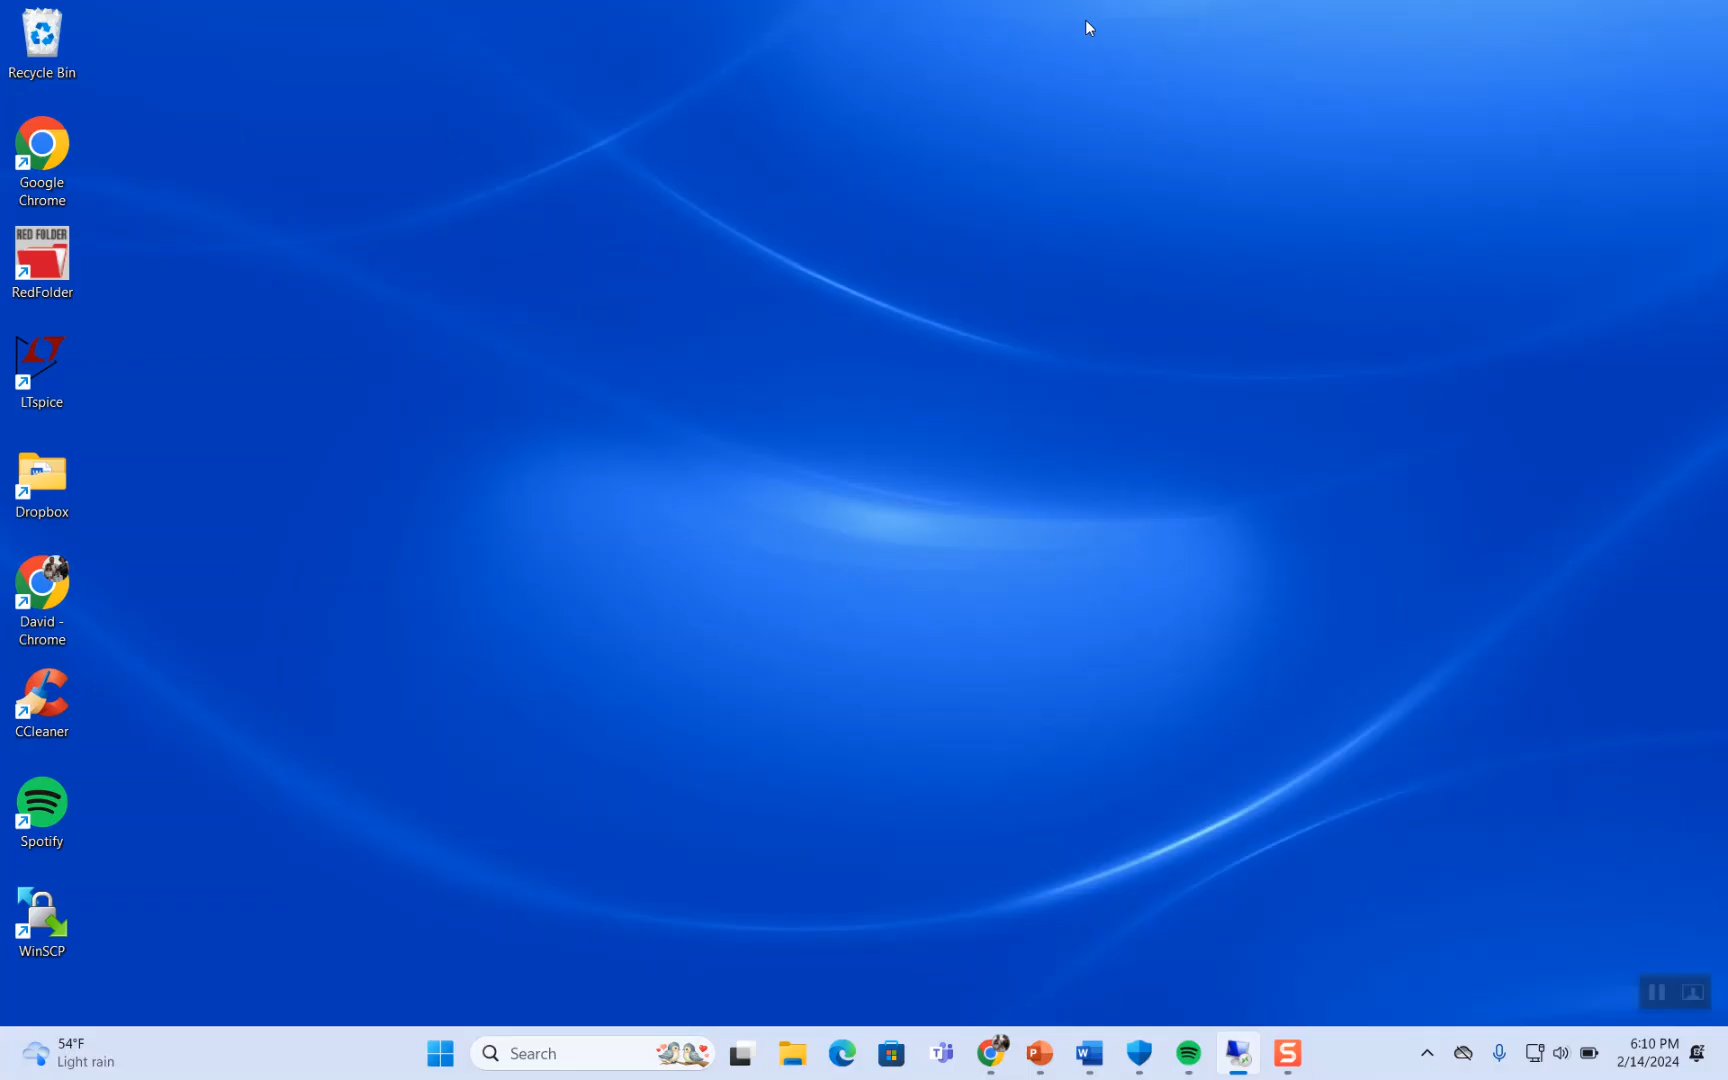 Recycle Bin
Google
Chrome
RED FOLDER
RedFolder
LTspice
Dropbox
David -
Chrome
CCleaner
Spotify
WinSCP
54°F
Light rain
Search
6:10 PM
2/14/2024